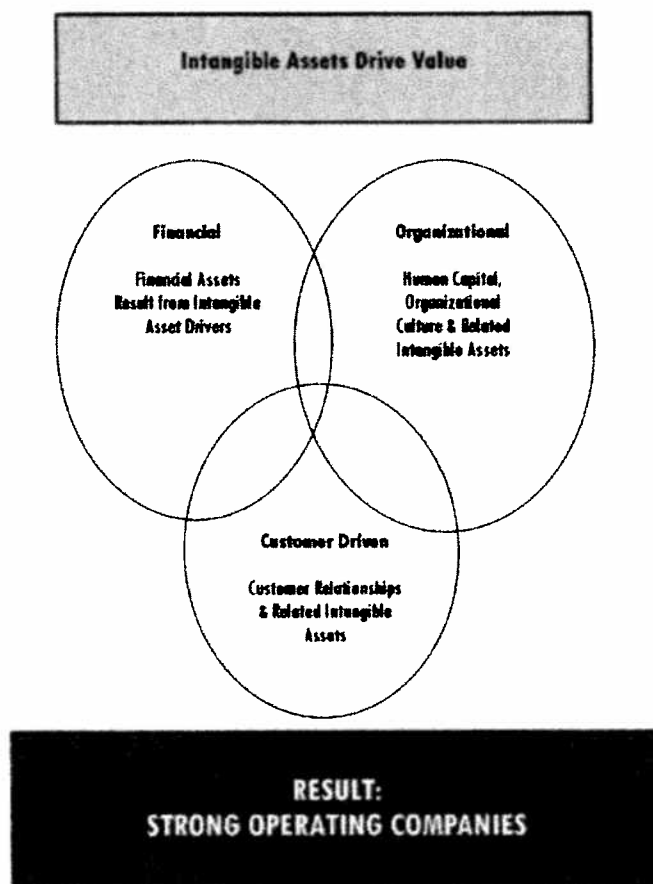 Intangible Assets Drive Value
Financial
Financial Assets
Result from Intangible
Asset Drivers
Organizational
Human Capital,
Organizational
Culture & Related
Intangible Assets
Customer Driven
Customer Relationships
& Related Intangible
Assets
RESULT:
STRONG OPERATING COMPANIES